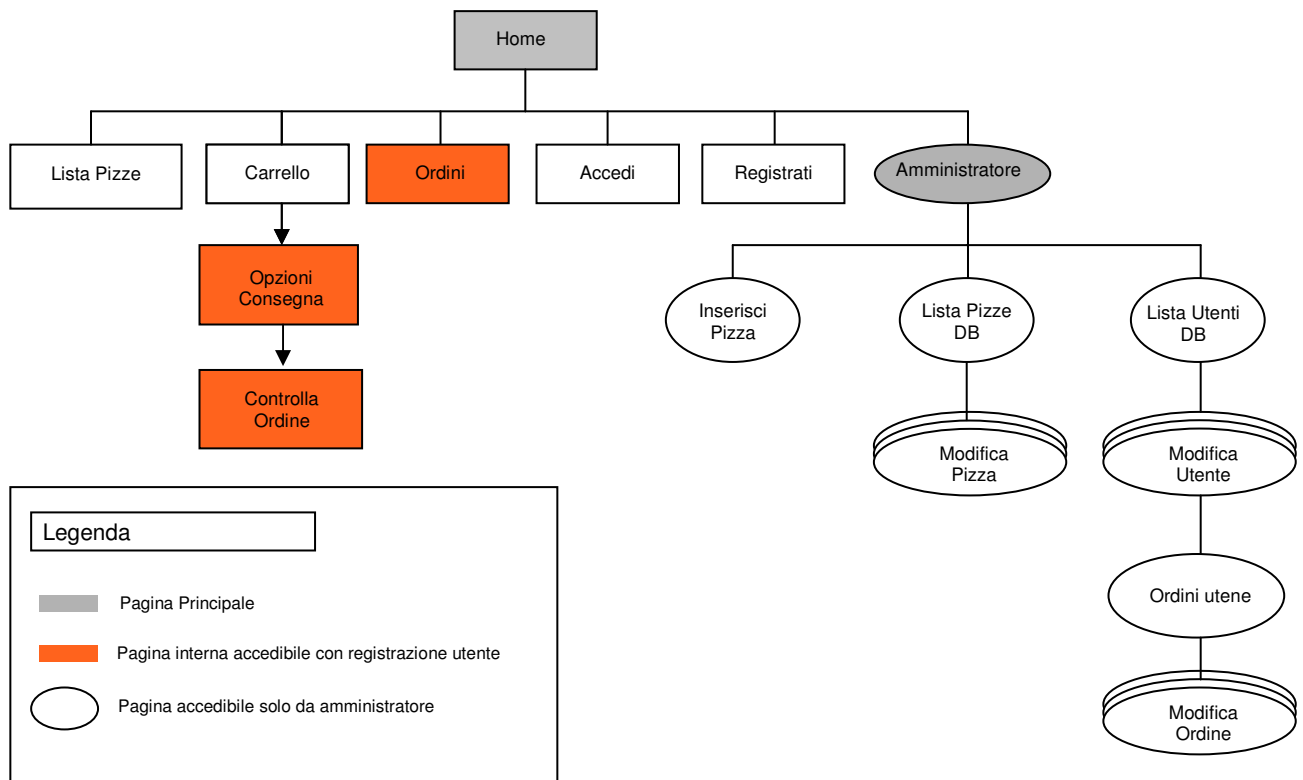 Home
Lista Pizze
Carrello
Ordini
Accedi
Registrati
Amministratore
Opzioni
Consegna
Inserisci
Pizza
Lista Pizze
DB
Lista Utenti
DB
Controlla
Ordine
Modifica
Pizza
Modifica
Utente
Legenda
Pagina Principale
Pagina interna accedibile con registrazione utente
Pagina accedibile solo da amministratore
Ordini utene
Modifica
Ordine